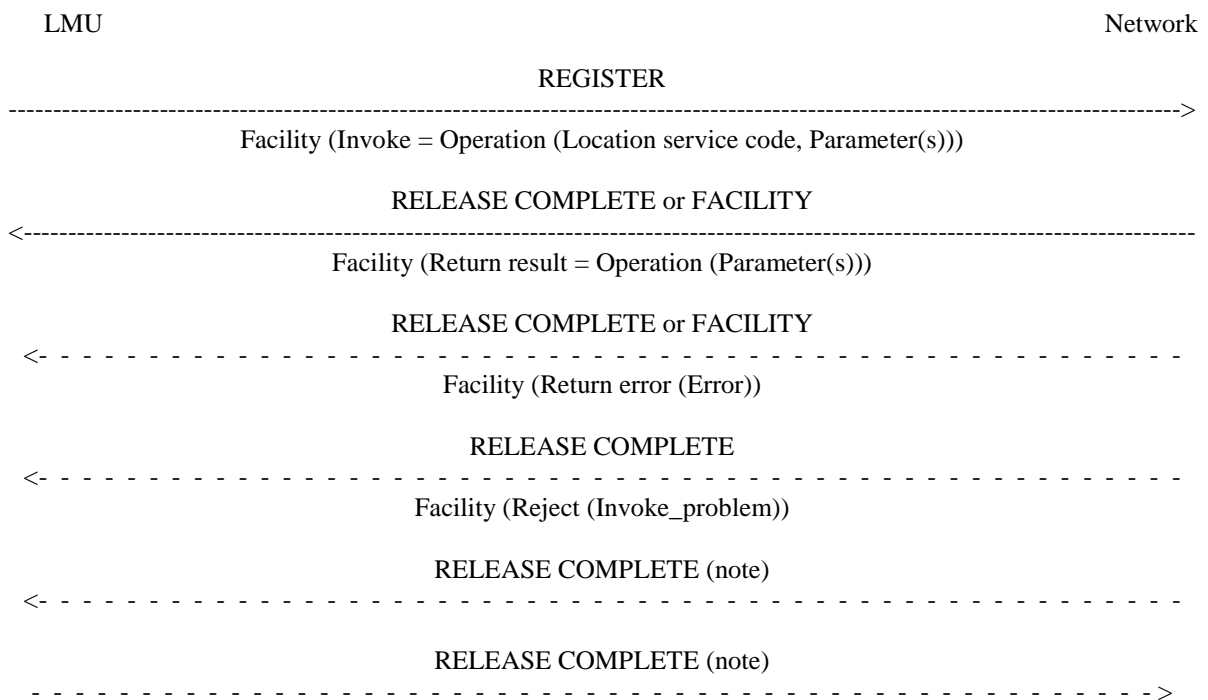 LMU Network
REGISTER
Facility (Invoke = Operation (Location service code, Parameter(s)))
RELEASE COMPLETE or FACILITY
Facility (Return result = Operation (Parameter(s)))
RELEASE COMPLETE or FACILITY
Facility (Return error (Error))
RELEASE COMPLETE
Facility (Reject (Invoke_problem))
RELEASE COMPLETE (note)
RELEASE COMPLETE (note)